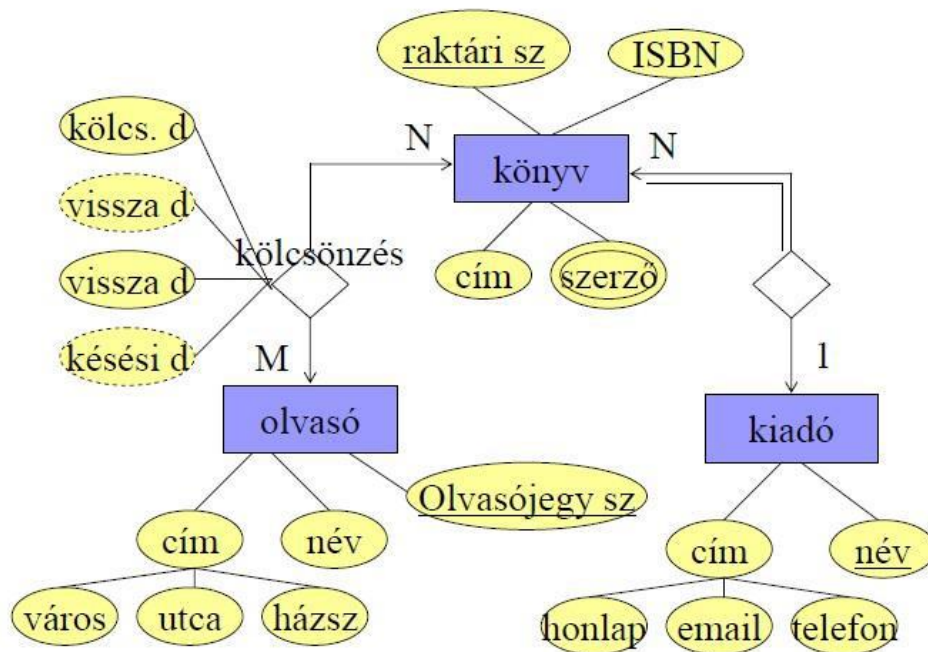 raktári sz
ISBN
kölcs. d
N
könyv
N
vissza d
kölcsönzés
cím
szerző
vissza d
késési d
M
1
olvasó
kiadó
Olvasójegy sz
cím
név
cím
név
város
utca
házsz
honlap
email
telefon